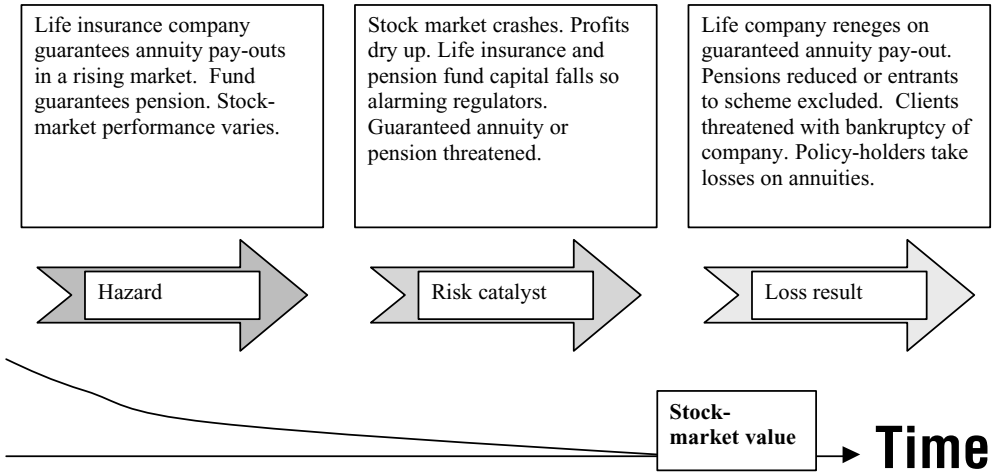 Life insurance company
guarantees annuity pay-outs
in a rising market.  Fund
guarantees pension. Stock-
market performance varies.
Stock market crashes. Profits
dry up. Life insurance and
pension fund capital falls so
alarming regulators.
Guaranteed annuity or
pension threatened.
Life company reneges on
guaranteed annuity pay-out.
Pensions reduced or entrants
to scheme excluded.  Clients
threatened with bankruptcy of
company. Policy-holders take
losses on annuities.
Hazard
Risk catalyst
Loss result
Stock-
market value
Time